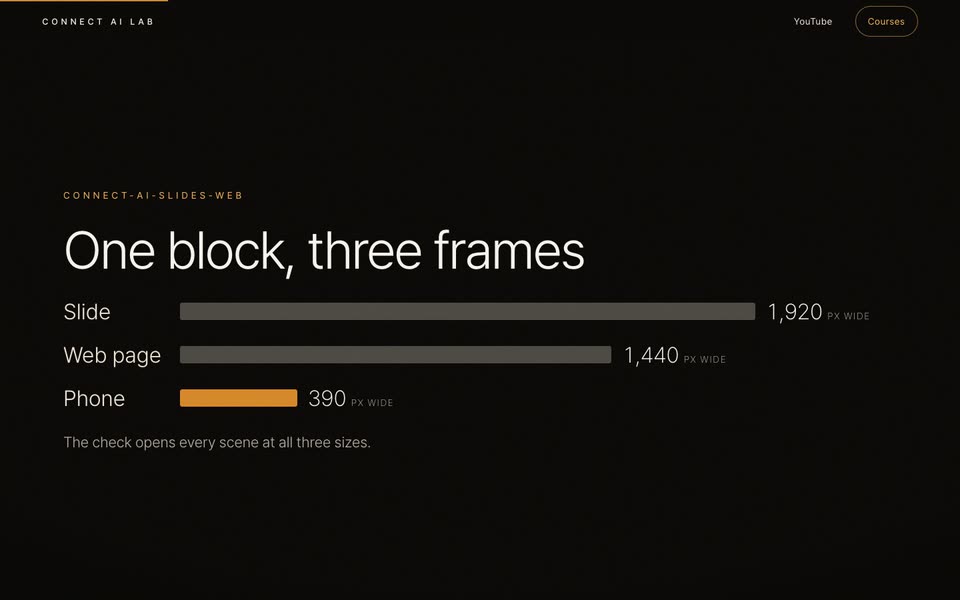 CONNECT AI LAB
YouTube
Courses
CONNECT-AI-SLIDES-WEB
One block, three frames
Slide 1,920 PX WIDE
Web page 1,440 PX WIDE
Phone 390 PX WIDE
The check opens every scene at all three sizes.